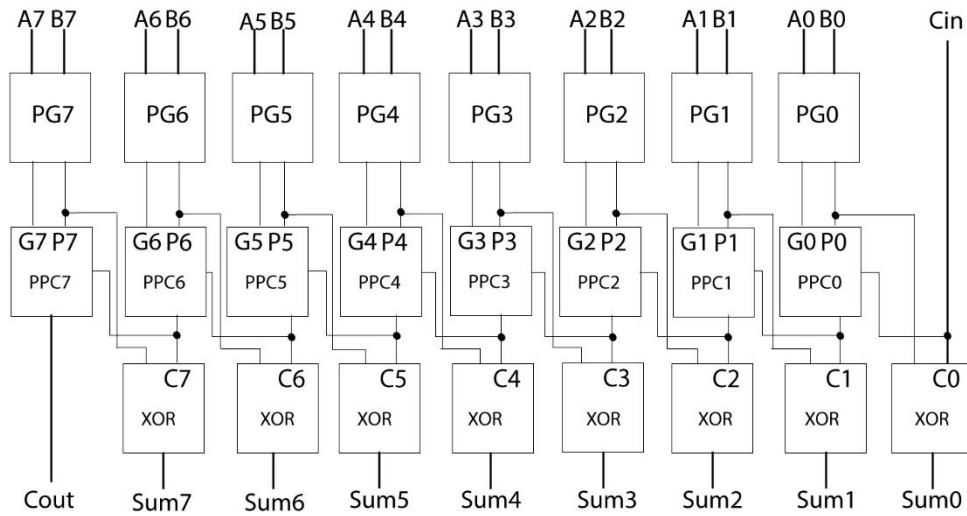 A7 B7 A6 B6 A5 B5 A4 B4 A3 B3 A2 B2 A1 B1 A0 B0 Cin
PG7 PG6 PG5 PG4 PG3 PG2 PG1 PG0
G7 P7 G6 P6 G5 P5 G4 P4 G3 P3 G2 P2 G1 P1 G0 P0
PPC7 PPC6 PPC5 PPC4 PPC3 PPC2 PPC1 PPC0
C7 C6 C5 C4 C3 C2 C1 C0
XOR XOR XOR XOR XOR XOR XOR XOR
Cout Sum7 Sum6 Sum5 Sum4 Sum3 Sum2 Sum1 Sum0